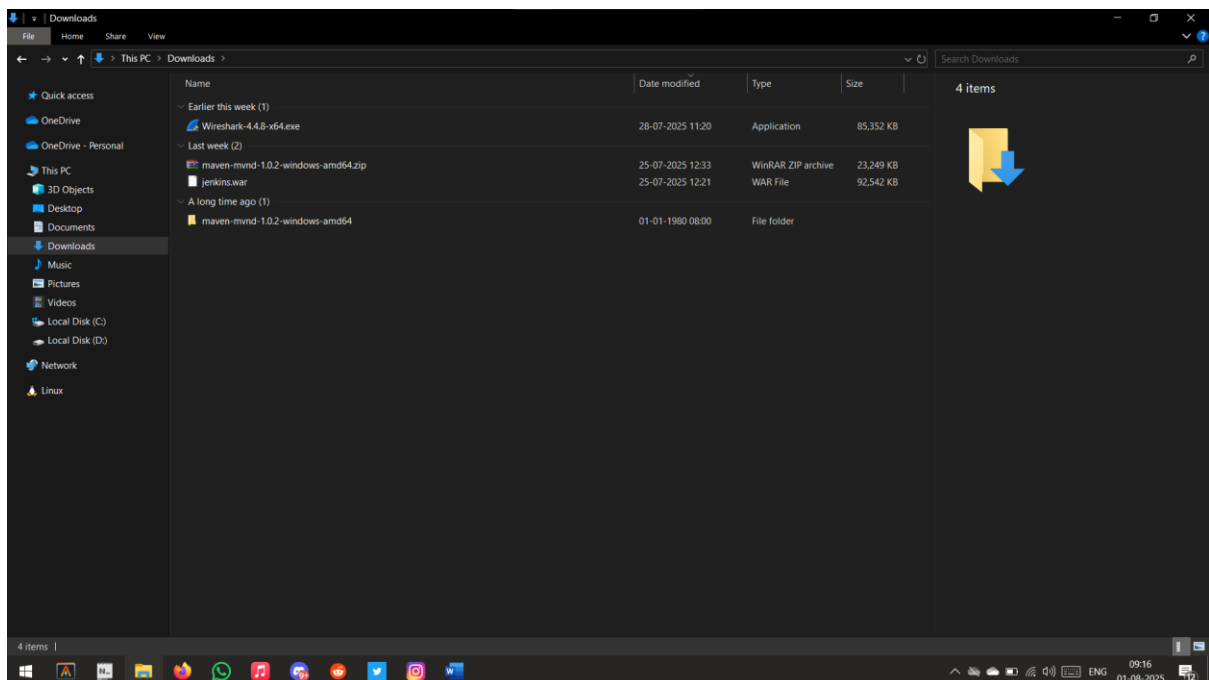 Downloads
File Home Share View
This PC > Downloads >
Search Downloads
Quick access
OneDrive
OneDrive - Personal
This PC
3D Objects
Desktop
Documents
Downloads
Music
Pictures
Videos
Local Disk (C:)
Local Disk (D:)
Network
Linux
Name Date modified Type Size
Earlier this week (1)
Wireshark-4.4.8-x64.exe 28-07-2025 11:20 Application 85,352 KB
Last week (2)
maven-mvnd-1.0.2-windows-amd64.zip 25-07-2025 12:33 WinRAR ZIP archive 23,249 KB
jenkins.war 25-07-2025 12:21 WAR File 92,542 KB
A long time ago (1)
maven-mvnd-1.0.2-windows-amd64 01-01-1980 08:00 File folder
4 items
4 items
N_
W
ENG
09:16
01-08-2025
12